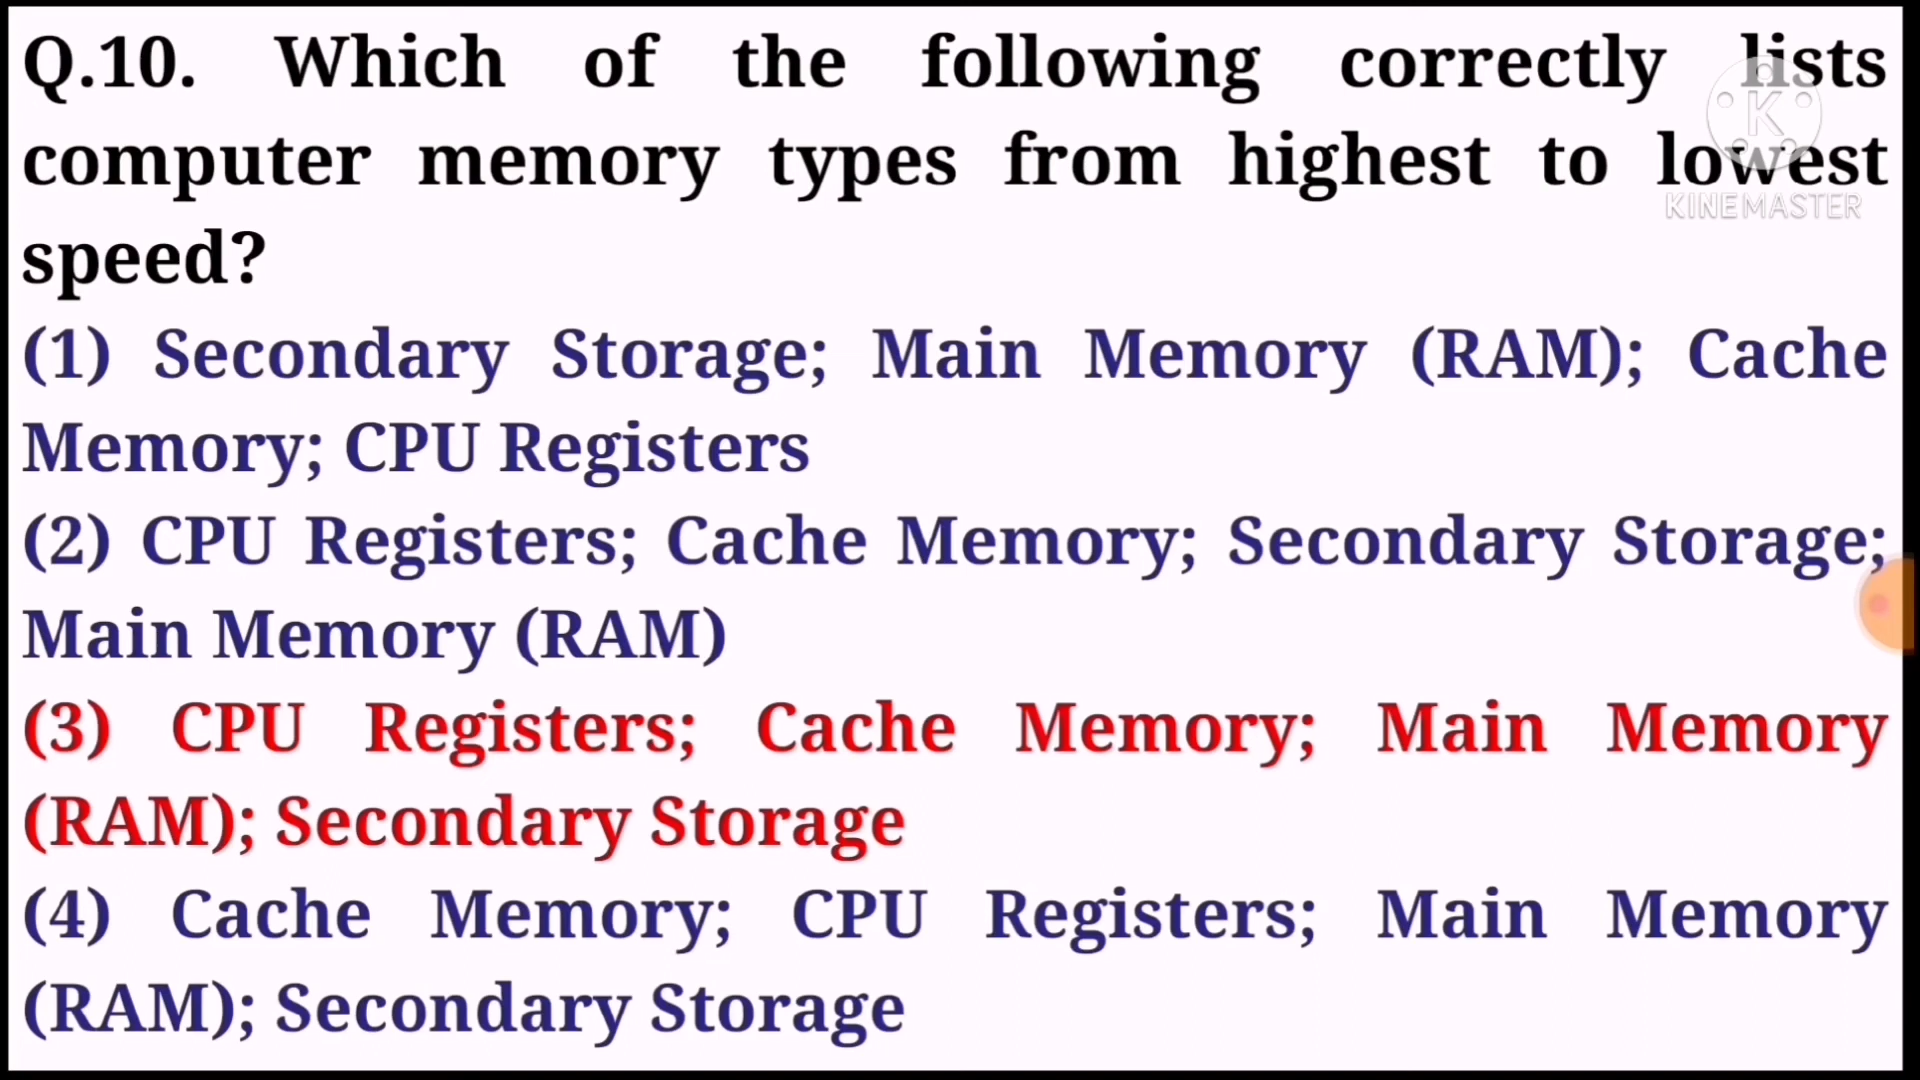 Q.10. Which of the following correctly lists
computer memory types from highest to lowest
speed?
(1) Secondary Storage; Main Memory (RAM); Cache
Memory; CPU Registers
(2) CPU Registers; Cache Memory; Secondary Storage;
Main Memory (RAM)
(3) CPU Registers; Cache Memory; Main Memory
(RAM); Secondary Storage
(4) Cache Memory; CPU Registers; Main Memory
(RAM); Secondary Storage
K
KINEMASTER